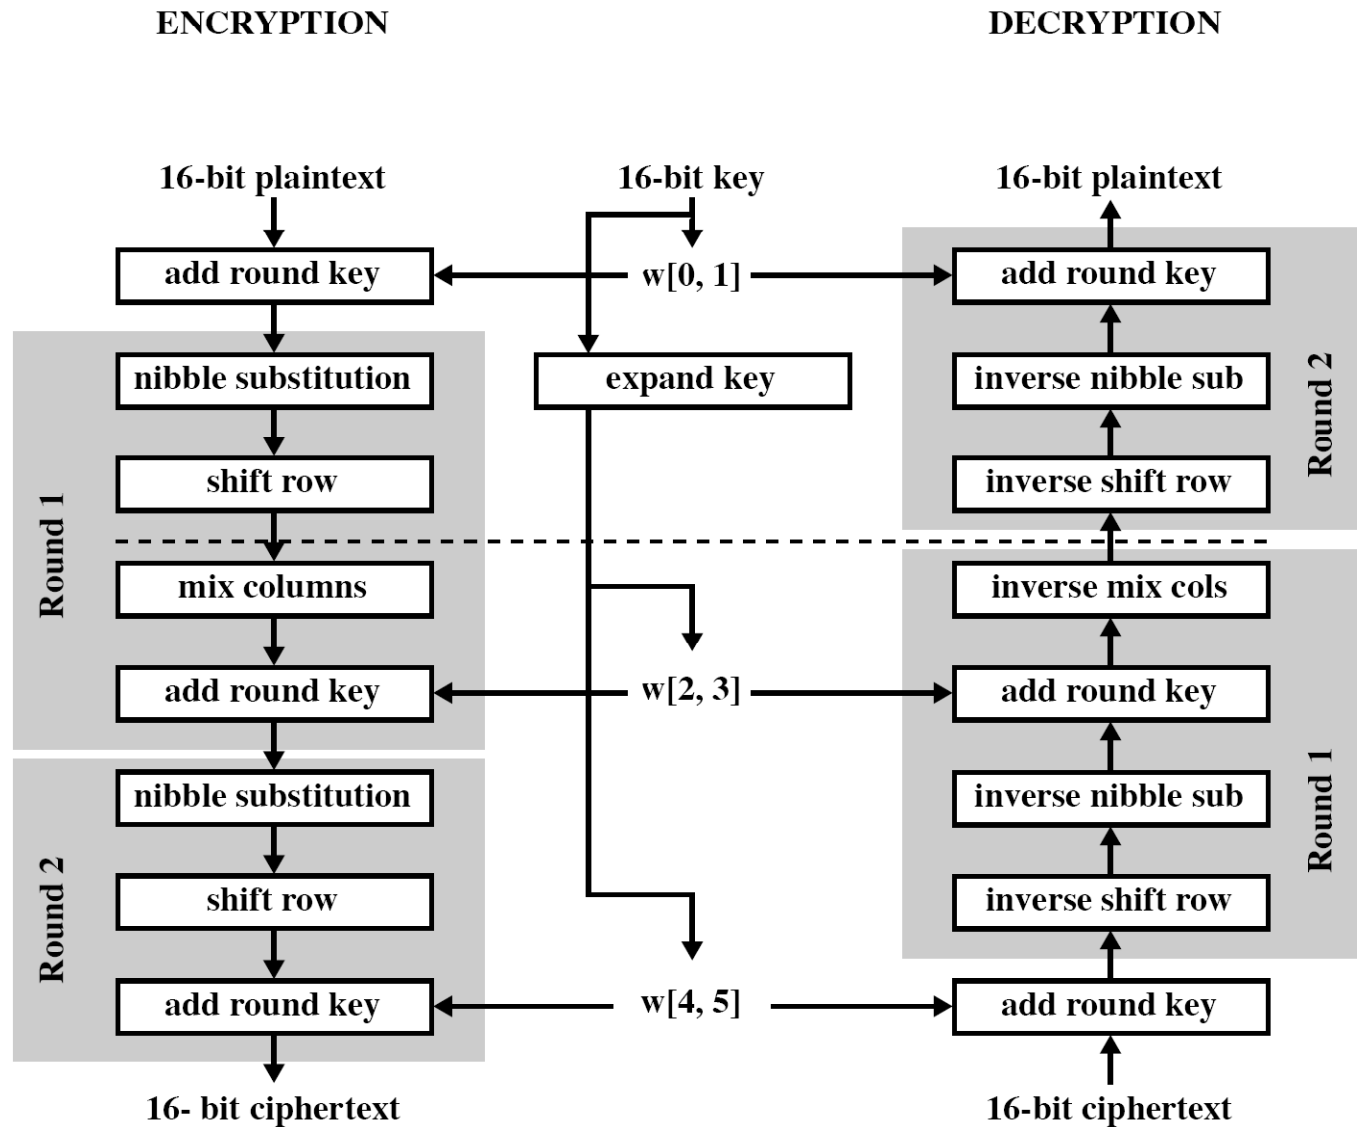 ENCRYPTION
DECRYPTION
16-bit plaintext
16-bit key
16-bit plaintext
add round key
w[0, 1]
add round key
nibble substitution
expand key
inverse nibble sub
Round 2
shift row
inverse shift row
Round 1
mix columns
inverse mix cols
add round key
w[2, 3]
add round key
nibble substitution
inverse nibble sub
Round 1
Round 2
shift row
inverse shift row
add round key
w[4, 5]
add round key
16- bit ciphertext
16-bit ciphertext